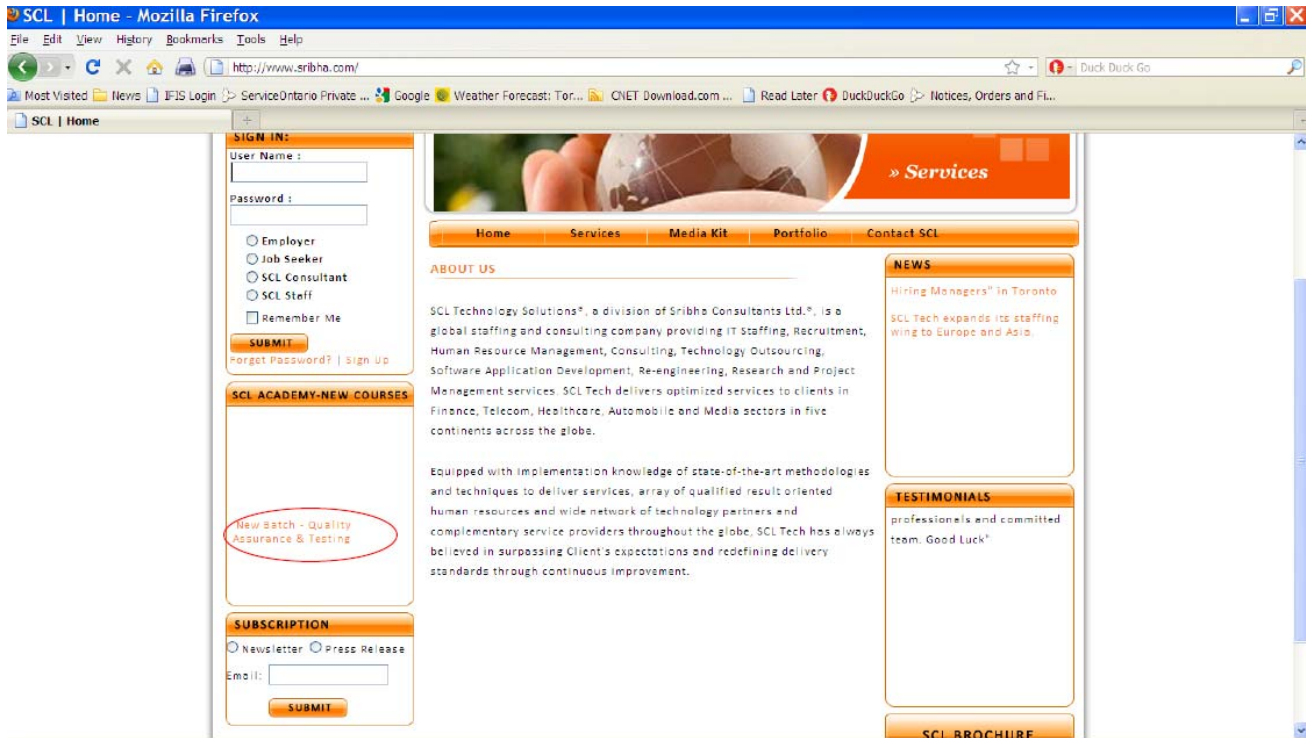 SCL | Home - Mozilla Firefox
File Edit View History Bookmarks Tools Help
http://www.sribha.com/
Duck Duck Go
Most Visited News IFIS Login ServiceOntario Private ... Google Weather Forecast: Tor... CNET Download.com ... Read Later DuckDuckGo Notices, Orders and Fi...
SCL | Home
SIGN IN:
User Name :
Password :
Employer
Job Seeker
SCL Consultant
SCL Staff
Remember Me
SUBMIT
Forget Password? | Sign Up
SCL ACADEMY-NEW COURSES
New Batch - Quality
Assurance & Testing
SUBSCRIPTION
Newsletter Press Release
Email:
SUBMIT
» Services
Home Services Media Kit Portfolio Contact SCL
ABOUT US
SCL Technology Solutions®, a division of Sribha Consultants Ltd.®, is a
global staffing and consulting company providing IT Staffing, Recruitment,
Human Resource Management, Consulting, Technology Outsourcing,
Software Application Development, Re-engineering, Research and Project
Management services. SCL Tech delivers optimized services to clients in
Finance, Telecom, Healthcare, Automobile and Media sectors in five
continents across the globe.
Equipped with implementation knowledge of state-of-the-art methodologies
and techniques to deliver services, array of qualified result oriented
human resources and wide network of technology partners and
complementary service providers throughout the globe, SCL Tech has always
believed in surpassing Client's expectations and redefining delivery
standards through continuous improvement.
NEWS
Hiring Managers" in Toronto
SCL Tech expands its staffing
wing to Europe and Asia.
TESTIMONIALS
professionals and committed
team. Good Luck"
SCL BROCHURE